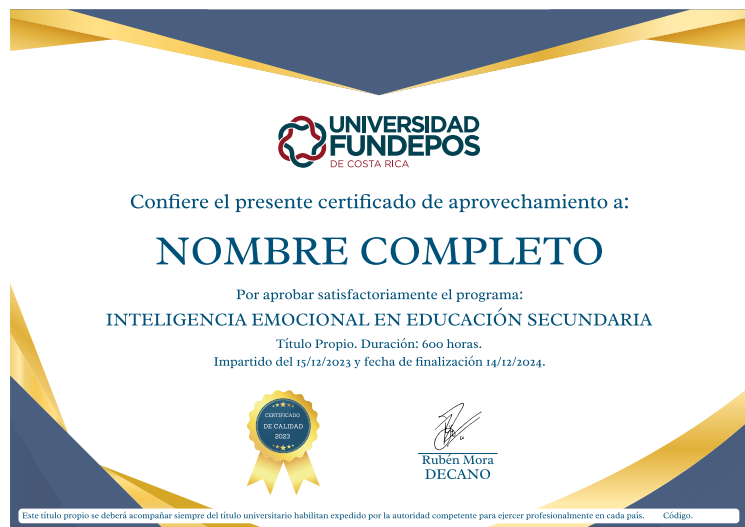 UNIVERSIDAD
FUNDEPOS
DE COSTA RICA
Confiere el presente certificado de aprovechamiento a:
NOMBRE COMPLETO
Por aprobar satisfactoriamente el programa:
INTELIGENCIA EMOCIONAL EN EDUCACIÓN SECUNDARIA
Título Propio. Duración: 600 horas.
Impartido del 15/12/2023 y fecha de finalización 14/12/2024.
CERTIFICADO
DE CALIDAD
2023
Rubén Mora
DECANO
Este título propio se deberá acompañar siempre del título universitario habilitan expedido por la autoridad competente para ejercer profesionalmente en cada país. Código.